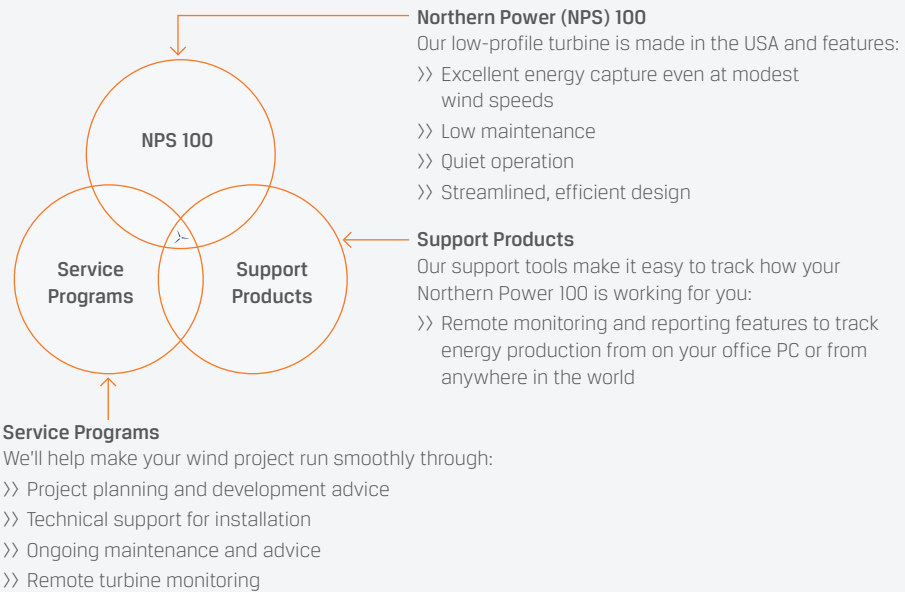 Northern Power (NPS) 100
Our low-profile turbine is made in the USA and features:
>> Excellent energy capture even at modest
wind speeds
>> Low maintenance
>> Quiet operation
>> Streamlined, efficient design
NPS 100
Service
Programs
Support
Products
Support Products
Our support tools make it easy to track how your
Northern Power 100 is working for you:
>> Remote monitoring and reporting features to track
energy production from on your office PC or from
anywhere in the world
Service Programs
We'll help make your wind project run smoothly through:
>> Project planning and development advice
>> Technical support for installation
>> Ongoing maintenance and advice
>> Remote turbine monitoring